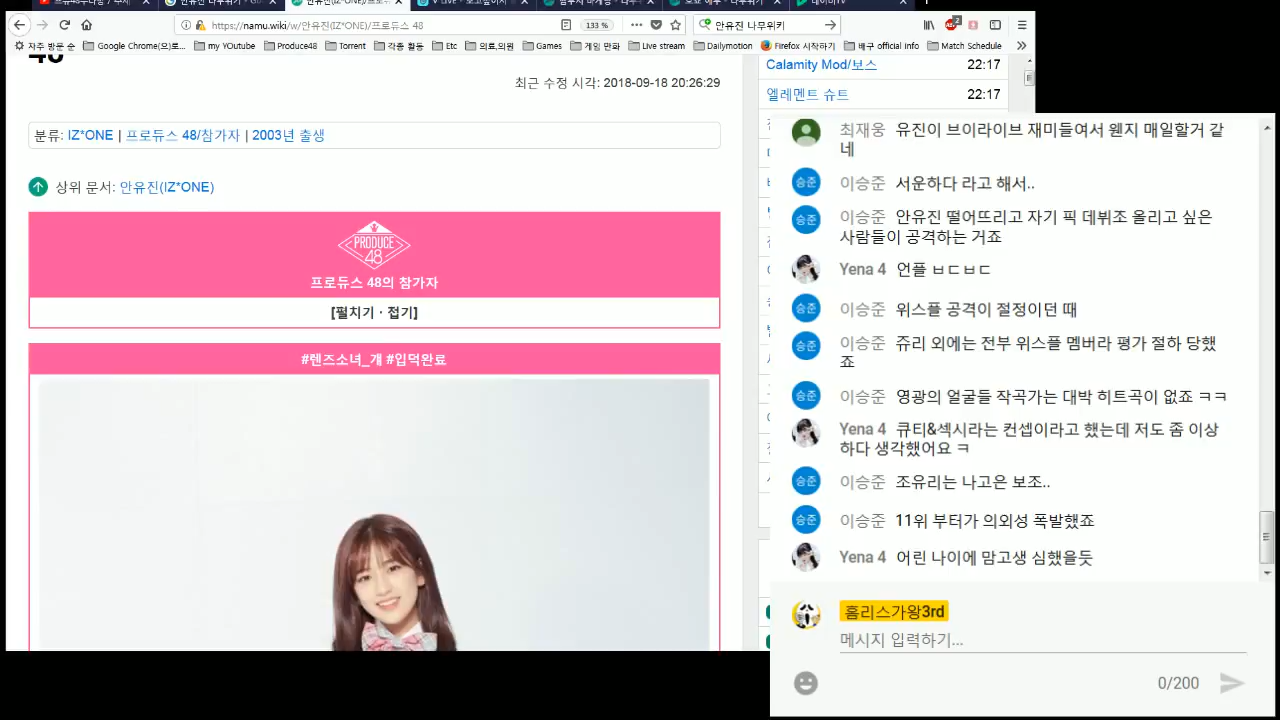 https://namu.wiki/w/안유진(IZ*ONE)/프로듀스 48
133 %
안유진 나무위키
자주 방문 순
Google Chrome(으)로...
my YOutube
Produce48
Torrent
각종 활동
Etc
의료,의원
Games
게임 만화
Live stream
Dailymotion
Firefox 시작하기
배구 official info
Match Schedule
48
최근 수정 시각: 2018-09-18 20:26:29
분류: IZ*ONE | 프로듀스 48/참가자 | 2003년 출생
상위 문서: 안유진(IZ*ONE)
PRODUCE
48
프로듀스 48의 참가자
[펼치기 · 접기]
#렌즈소녀_개 #입덕완료
Calamity Mod/보스 22:17
엘레멘트 슈트 22:17
최재웅 유진이 브이라이브 재미들여서 웬지 매일할거 같
네
승준 이승준 서운하다 라고 해서..
승준 이승준 안유진 떨어뜨리고 자기 픽 데뷔조 올리고 싶은
사람들이 공격하는 거죠
Yena 4 언플 ㅂㄷㅂㄷ
승준 이승준 위스플 공격이 절정이던 때
승준 이승준 쥬리 외에는 전부 위스플 멤버라 평가 절하 당했
죠
승준 이승준 영광의 얼굴들 작곡가는 대박 히트곡이 없죠 ㅋㅋ
Yena 4 큐티&섹시라는 컨셉이라고 했는데 저도 좀 이상
하다 생각했어요 ㅋ
승준 이승준 조유리는 나고은 보조..
승준 이승준 11위 부터가 의외성 폭발했죠
Yena 4 어린 나이에 맘고생 심했을듯
홈리스가왕3rd
메시지 입력하기...
0/200